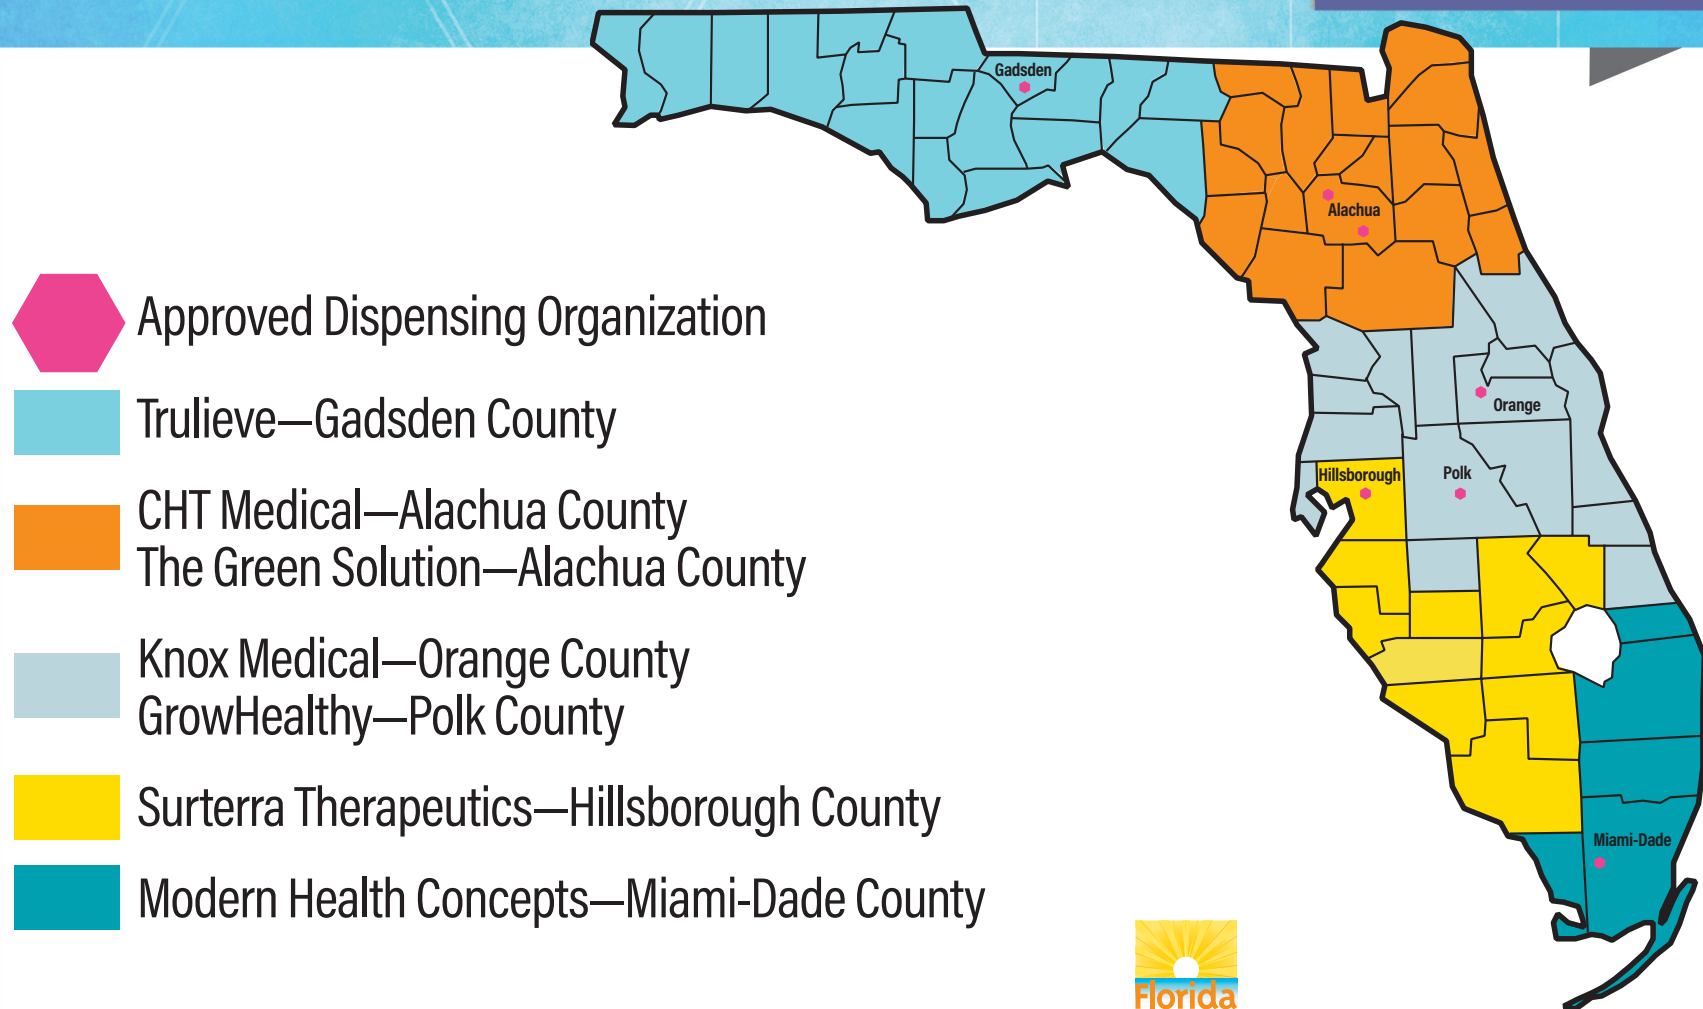 Gadsden
Alachua
Approved Dispensing Organization
Trulieve—Gadsden County
CHT Medical—Alachua County
The Green Solution—Alachua County
Knox Medical—Orange County
GrowHealthy—Polk County
Surterra Therapeutics—Hillsborough County
Modern Health Concepts—Miami-Dade County
Orange
Hillsborough
Polk
Miami-Dade
Florida